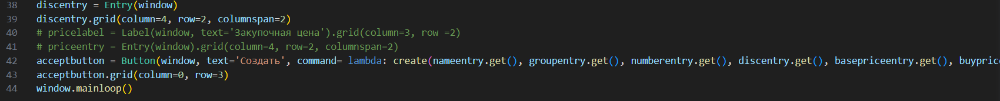 38 discentry = Entry(window)
39 discentry.grid(column=4, row=2, columnspan=2)
40 # pricelabel = Label(window, text='Закупочная цена').grid(column=3, row =2)
41 # priceentry = Entry(window).grid(column=4, row=2, columnspan=2)
42 acceptbutton = Button(window, text='Создать', command= lambda: create(nameentry.get(), groupentry.get(), numberentry.get(), discentry.get(), basepriceentry.get(), buypric
43 acceptbutton.grid(column=0, row=3)
44 window.mainloop()